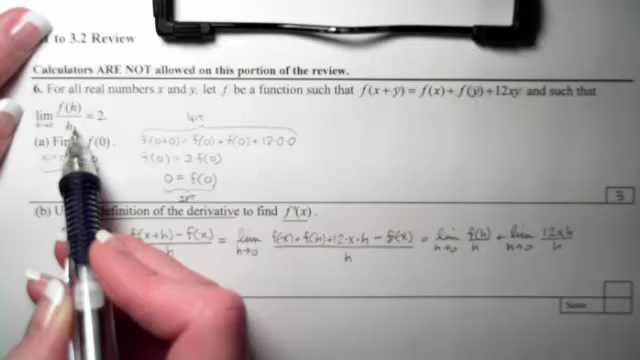 to 3.2 Review
Calculators ARE NOT allowed on this portion of the review.
6. For all real numbers x and y, let f be a function such that f(x+y) = f(x)+f(y)+12xy and such that
lim f(h)/h = 2.
(a) f(0).
f(0+0) = f(0) + f(0) + 12·0·0
f(0) = 2 f(0)
0 = f(0)
3
(b) definition of the derivative to find f'(x).
f(x+h) − f(x) / h = lim h→0 f(x) + f(h) + 12·x·h − f(x) / h = lim h→0 f(h)/h + lim h→0 12xh/h